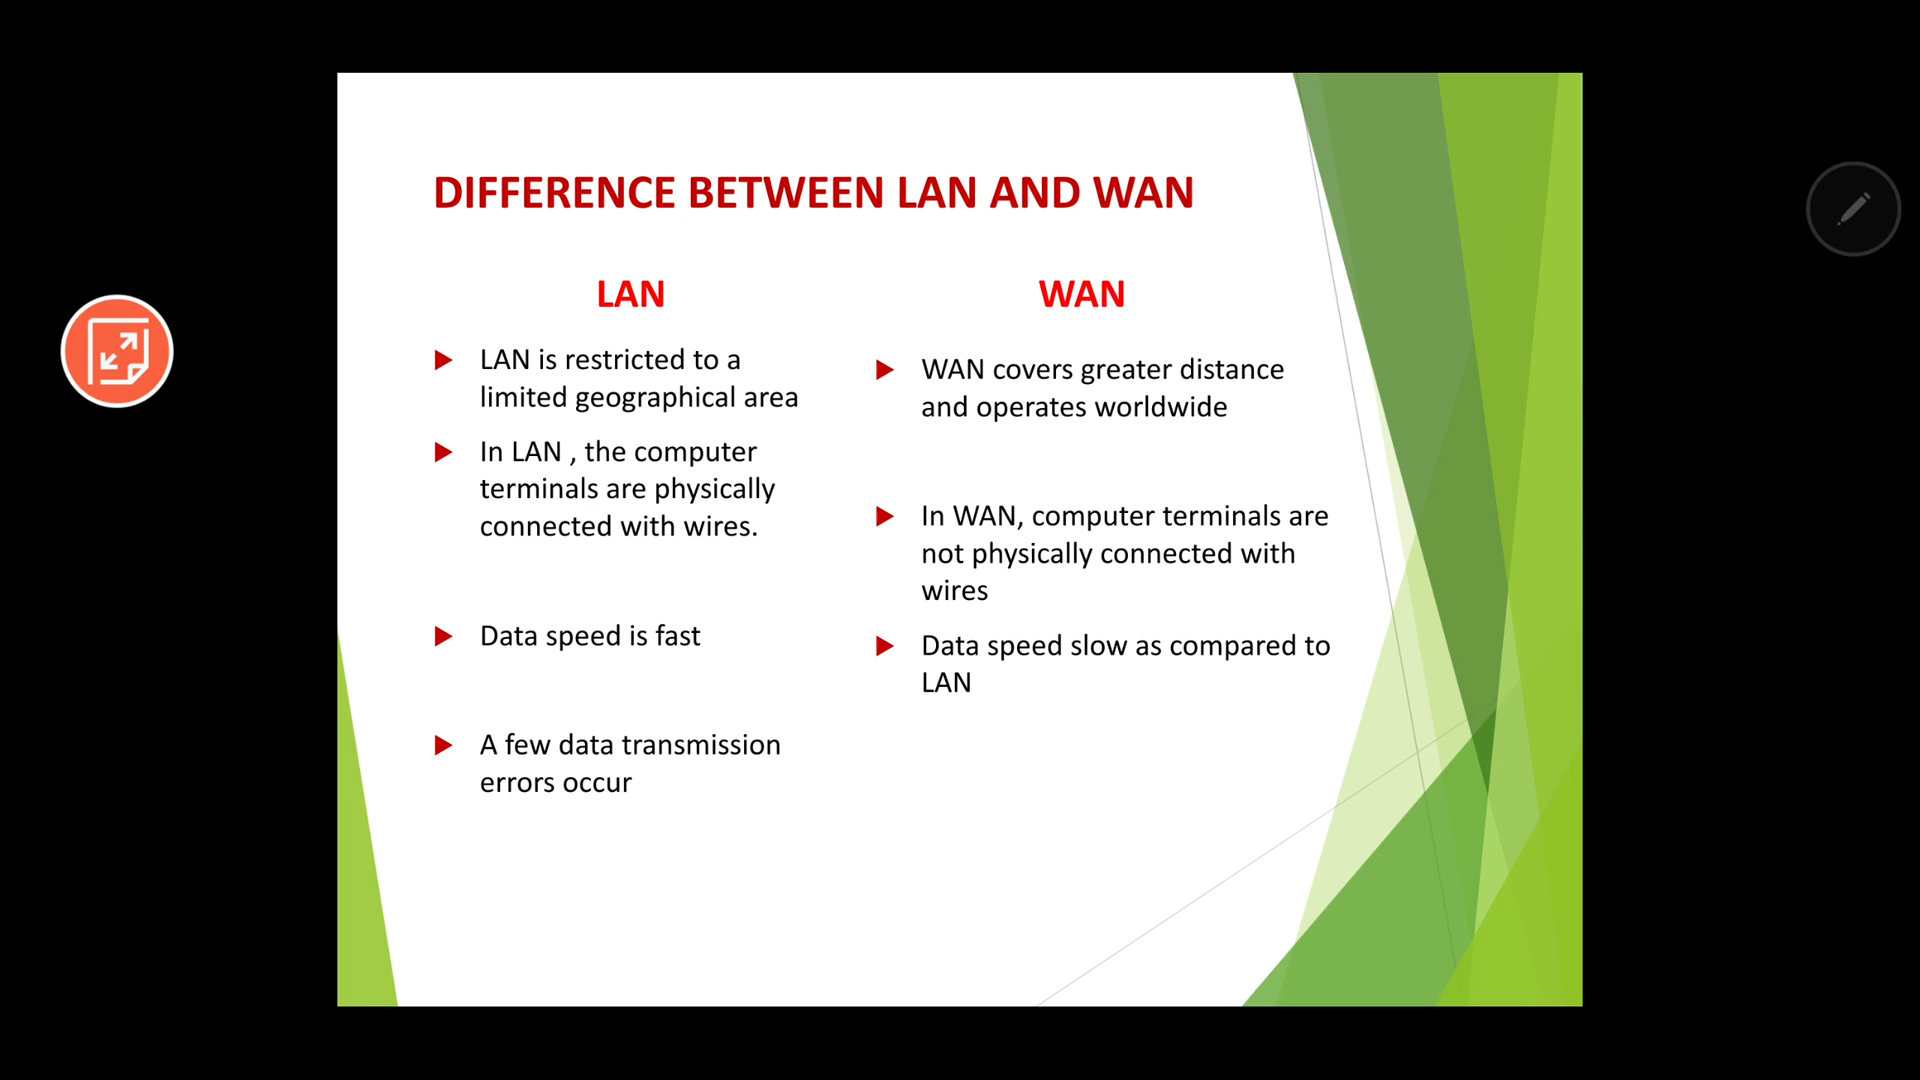 DIFFERENCE BETWEEN LAN AND WAN
LAN
LAN is restricted to a
limited geographical area
In LAN , the computer
terminals are physically
connected with wires.
Data speed is fast
A few data transmission
errors occur
WAN
WAN covers greater distance
and operates worldwide
In WAN, computer terminals are
not physically connected with
wires
Data speed slow as compared to
LAN